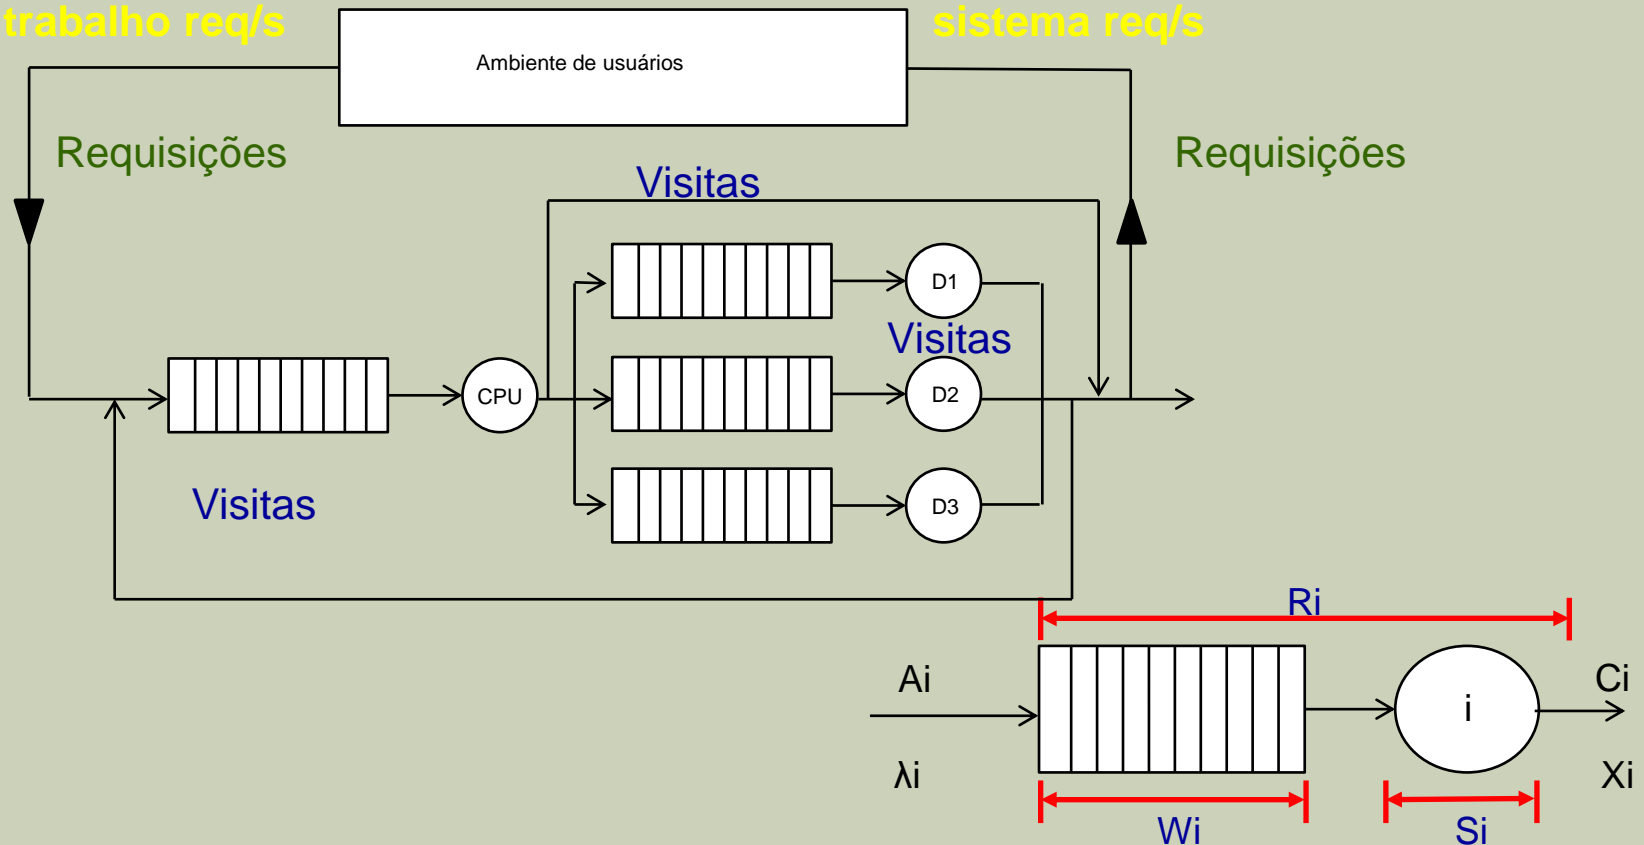 trabalho req/s
sistema req/s
Ambiente de usuários
Requisições
Requisições
Visitas
D1
Visitas
CPU
D2
Visitas
D3
Ri
Ai
Ci
i
λi
Xi
Wi
Si